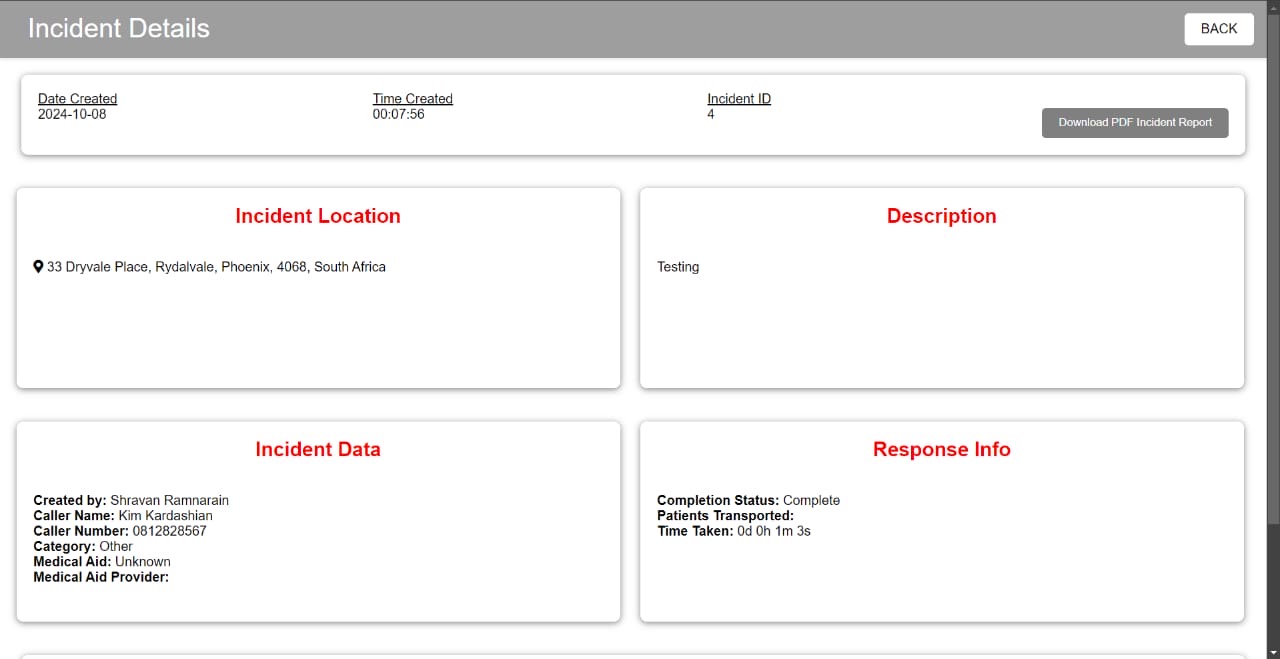 Incident Details
BACK
Date Created
2024-10-08
Time Created
00:07:56
Incident ID
4
Download PDF Incident Report
Incident Location
33 Dryvale Place, Rydalvale, Phoenix, 4068, South Africa
Description
Testing
Incident Data
Created by: Shravan Ramnarain
Caller Name: Kim Kardashian
Caller Number: 0812828567
Category: Other
Medical Aid: Unknown
Medical Aid Provider:
Response Info
Completion Status: Complete
Patients Transported:
Time Taken: 0d 0h 1m 3s